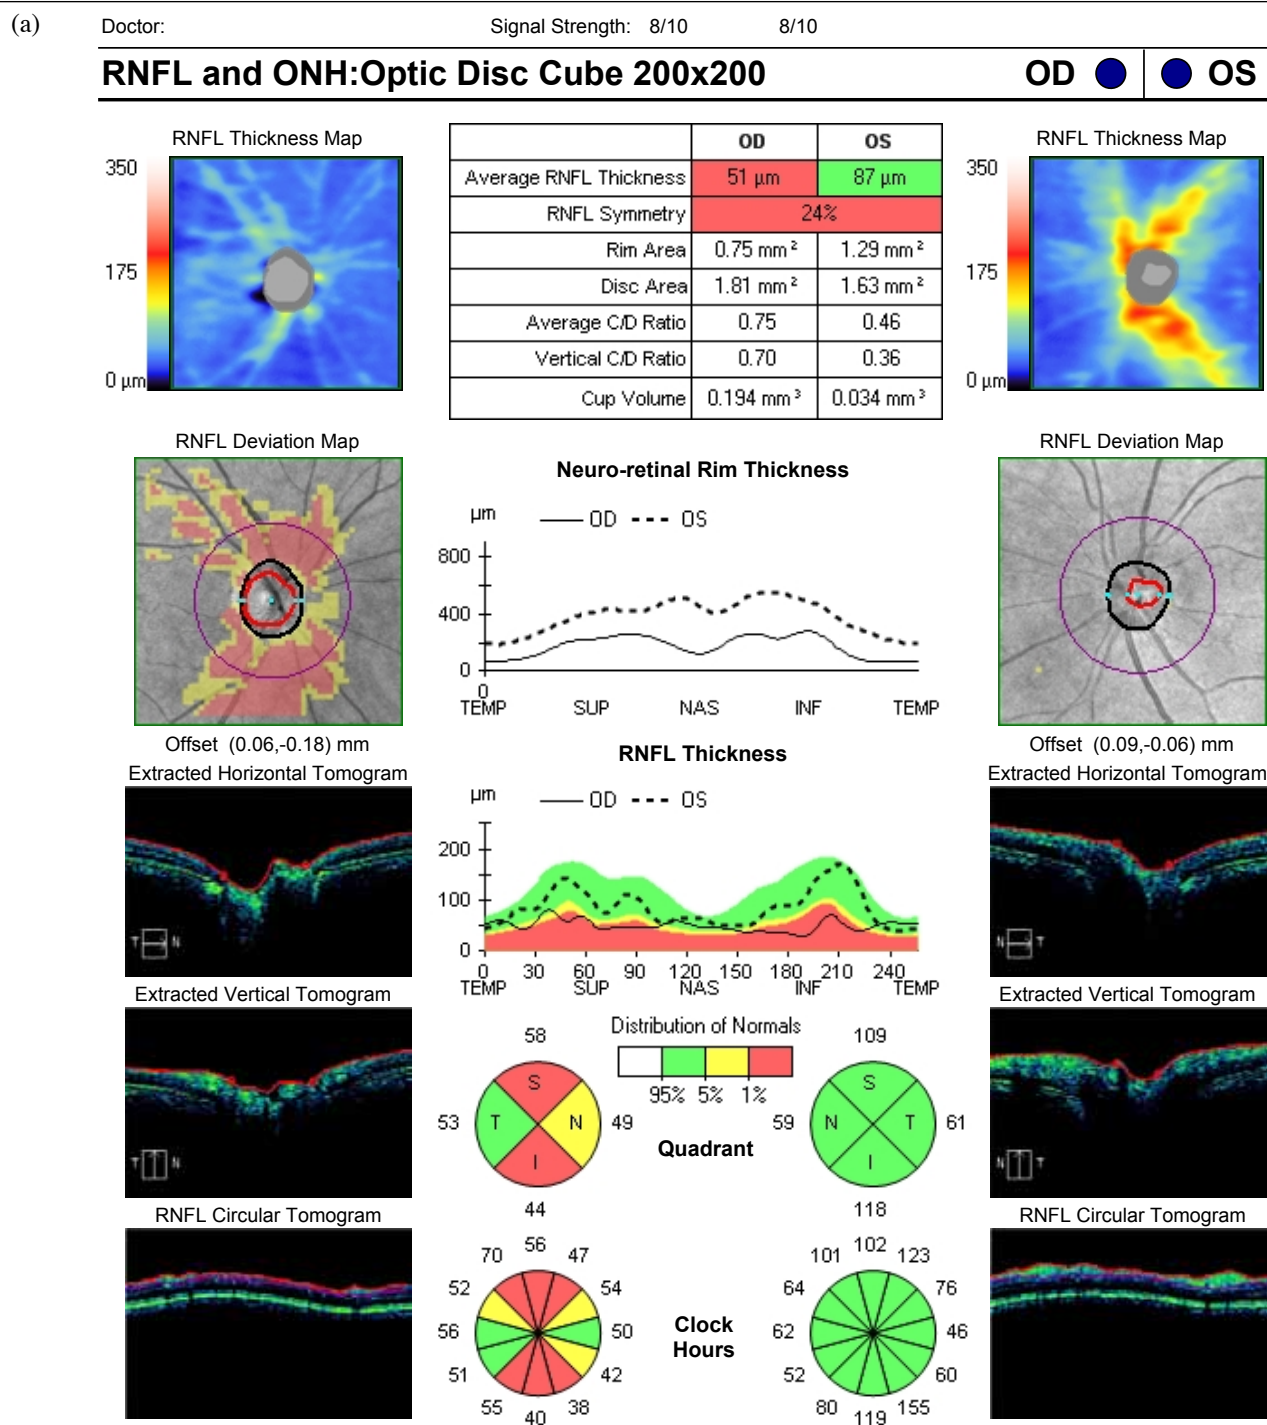 (a)
Doctor: Signal Strength: 8/10 8/10
RNFL and ONH:Optic Disc Cube 200x200 OD OS
RNFL Thickness Map
350
175
0 µm
OD OS
Average RNFL Thickness 51 µm 87 µm
RNFL Symmetry 24%
Rim Area 0.75 mm² 1.29 mm²
Disc Area 1.81 mm² 1.63 mm²
Average C/D Ratio 0.75 0.46
Vertical C/D Ratio 0.70 0.36
Cup Volume 0.194 mm³ 0.034 mm³
RNFL Thickness Map
350
175
0 µm
RNFL Deviation Map
Offset (0.06,-0.18) mm
Neuro-retinal Rim Thickness
µm OD OS
800
400
0
0
TEMP SUP NAS INF TEMP
RNFL Deviation Map
Offset (0.09,-0.06) mm
Extracted Horizontal Tomogram
T N
RNFL Thickness
µm OD OS
200
100
0
0 30 60 90 120 150 180 210 240
TEMP SUP NAS INF TEMP
Extracted Horizontal Tomogram
N T
Extracted Vertical Tomogram
T N
Distribution of Normals
95% 5% 1%
58
S
53 T N 49
I
44
Quadrant
109
S
59 N T 61
I
118
Extracted Vertical Tomogram
N T
RNFL Circular Tomogram
70 56 47
52 54
56 50
51 42
55 40 38
Clock
Hours
101 102 123
64 76
62 46
52 60
80 119 155
RNFL Circular Tomogram